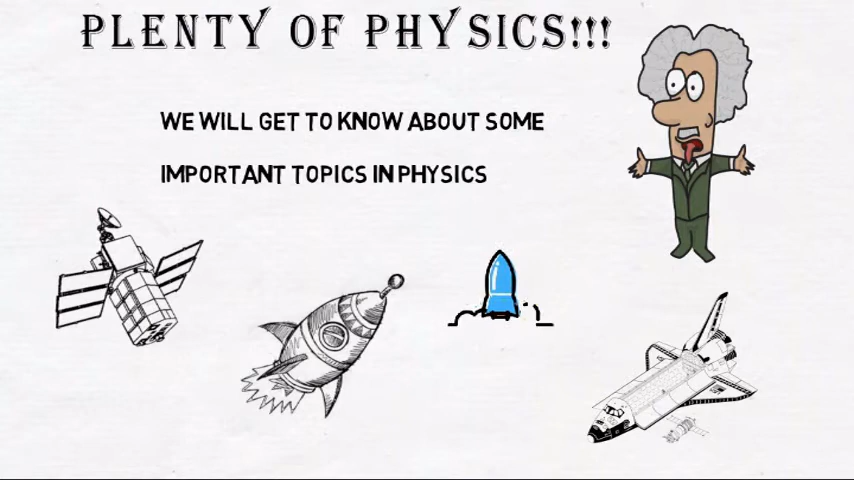 PLENTY OF PHYSICS!!!
WE WILL GET TO KNOW ABOUT SOME
IMPORTANT TOPICS IN PHYSICS